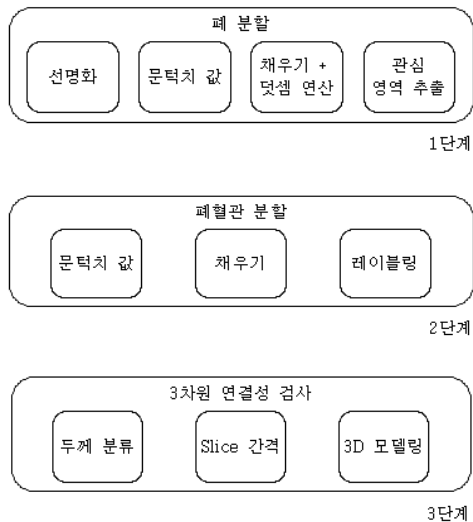 폐 분할
선명화
문턱치 값
채우기 +
덧셈 연산
관심
영역 추출
1단계
폐혈관 분할
문턱치 값
채우기
레이블링
2단계
3차원 연결성 검사
두께 분류
Slice 간격
3D 모델링
3단계